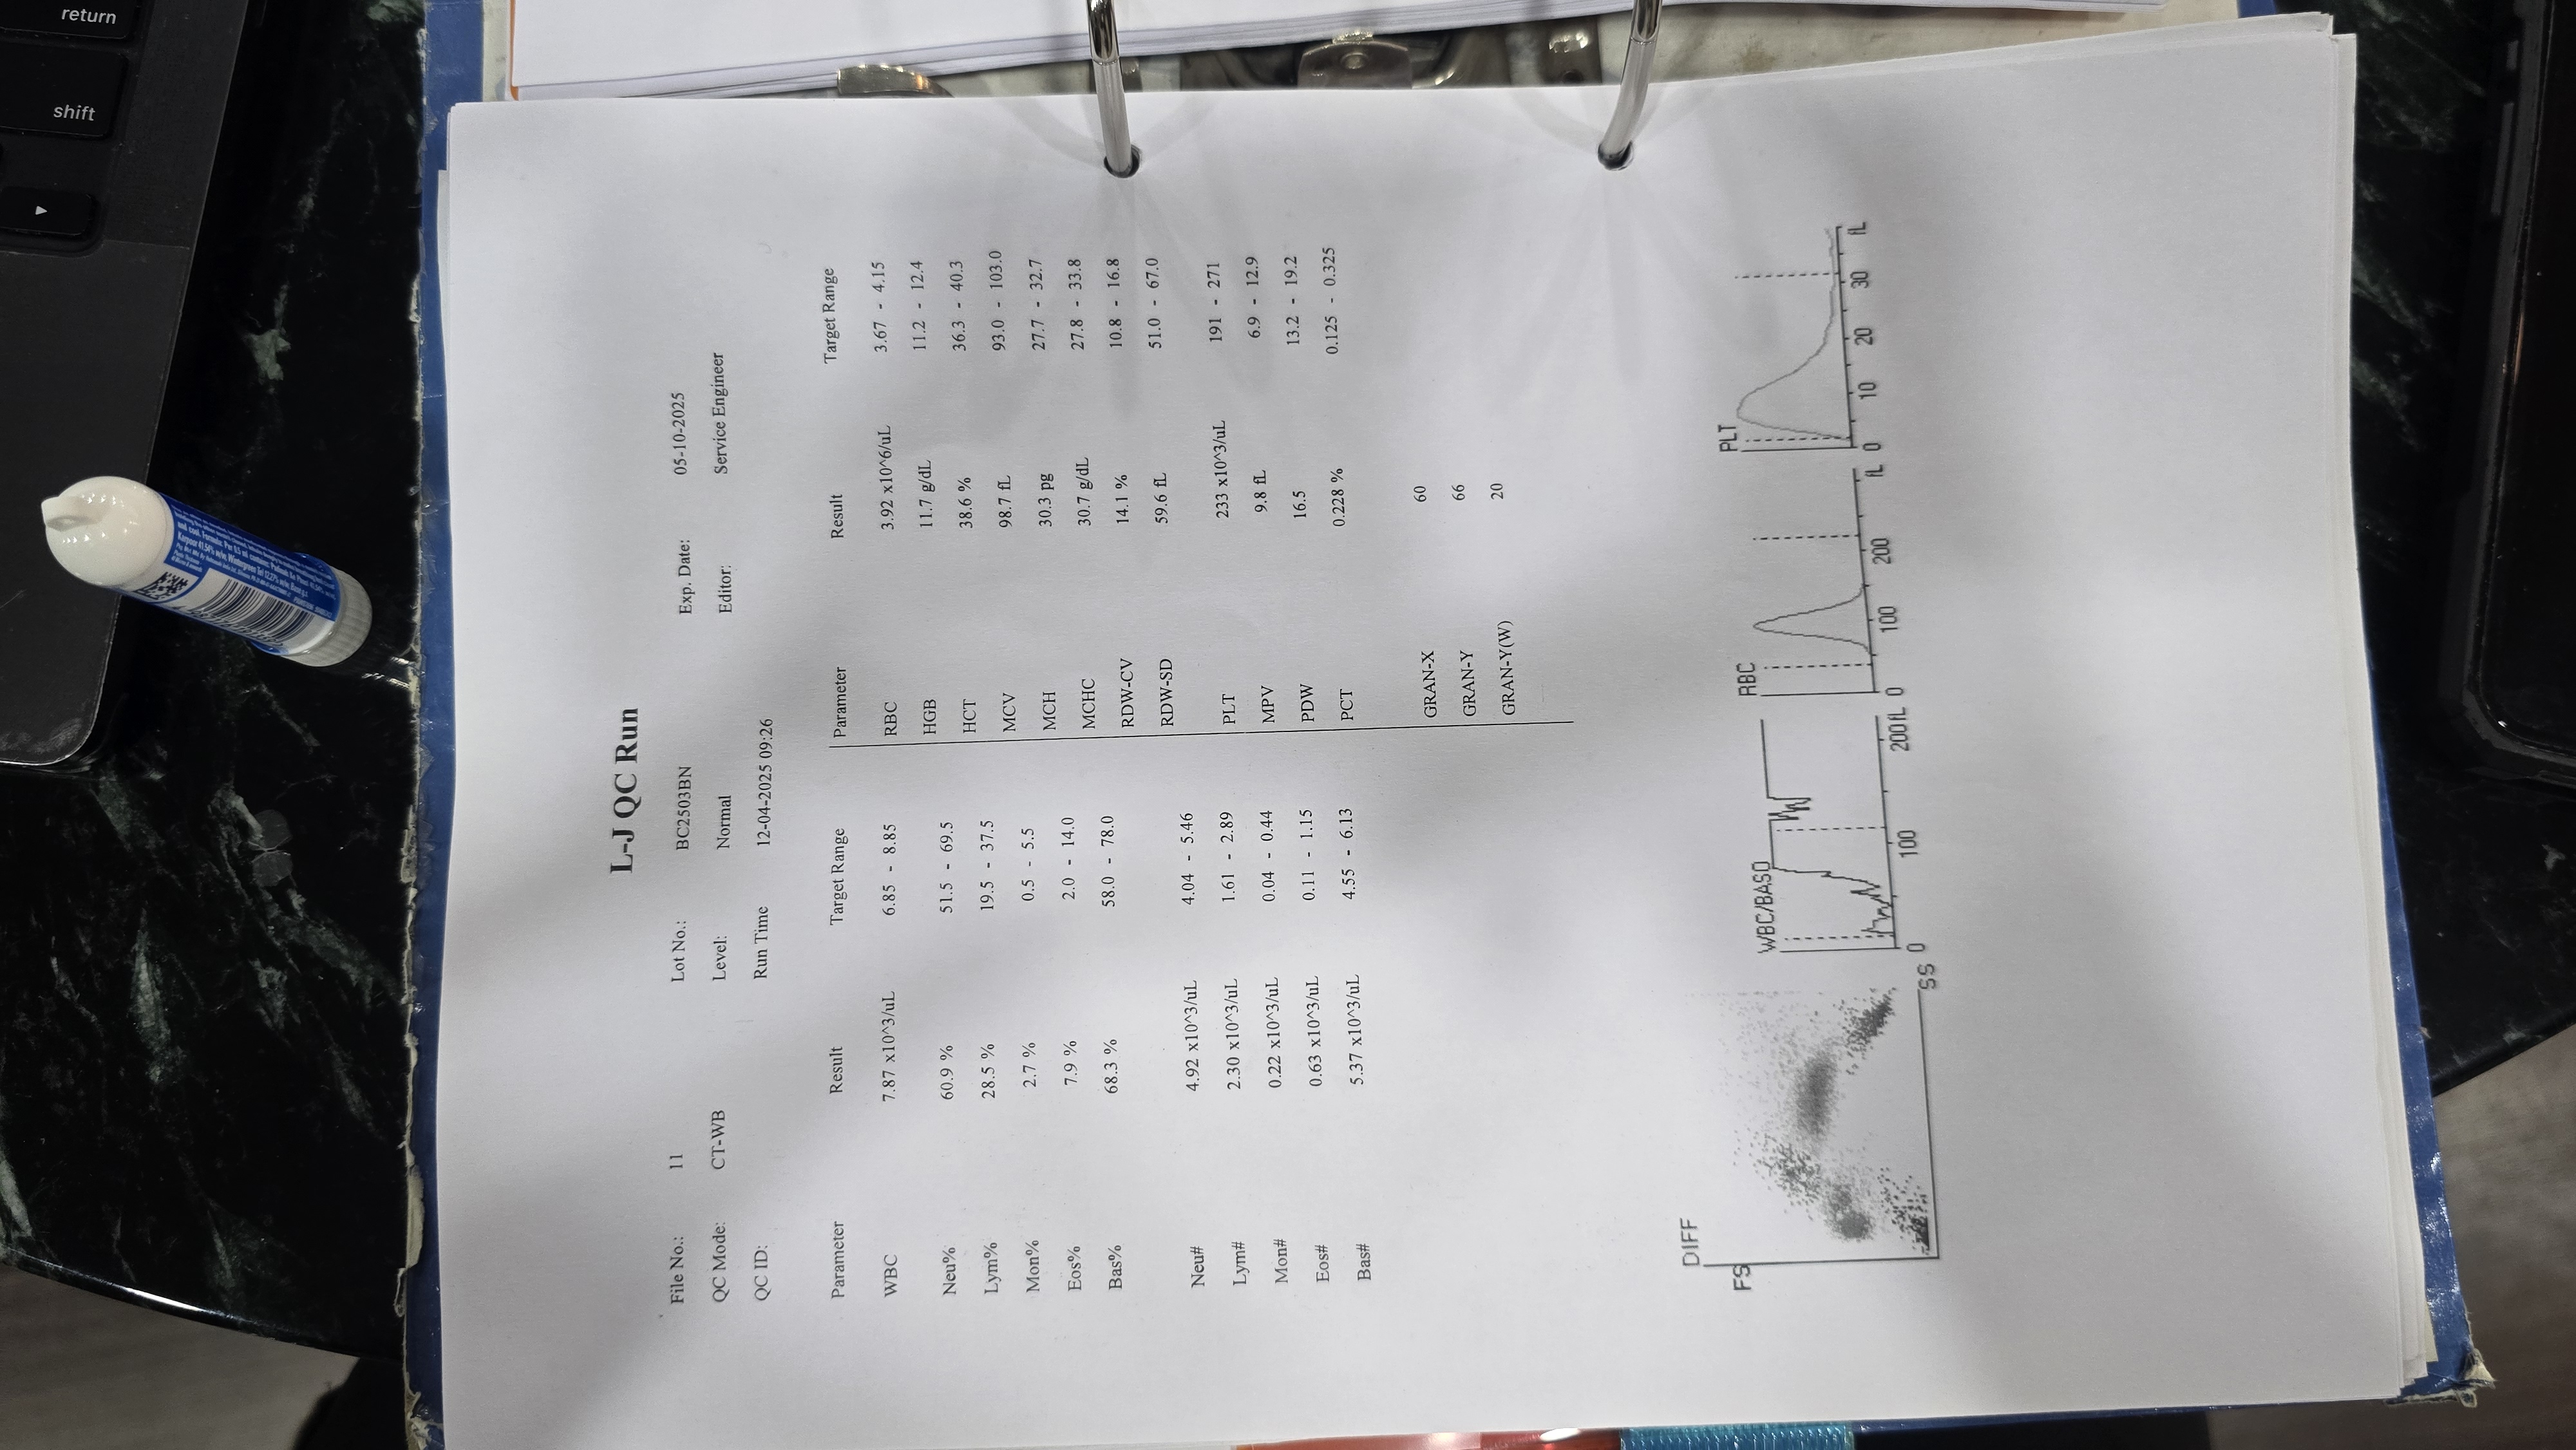 shift
return
L-J QC Run
File No.: 11 Lot No.: BC2503BN Exp. Date: 05-10-2025
QC Mode: CT-WB Level: Normal Editor: Service Engineer
QC ID: Run Time 12-04-2025 09:26
Parameter Result Target Range Parameter Result Target Range
WBC 7.87 x10^3/uL 6.85 - 8.85
Neu% 60.9 % 51.5 - 69.5
Lym% 28.5 % 19.5 - 37.5
Mon% 2.7 % 0.5 - 5.5
Eos% 7.9 % 2.0 - 14.0
Bas% 68.3 % 58.0 - 78.0
Neu# 4.92 x10^3/uL 4.04 - 5.46
Lym# 2.30 x10^3/uL 1.61 - 2.89
Mon# 0.22 x10^3/uL 0.04 - 0.44
Eos# 0.63 x10^3/uL 0.11 - 1.15
Bas# 5.37 x10^3/uL 4.55 - 6.13
RBC 3.92 x10^6/uL 3.67 - 4.15
HGB 11.7 g/dL 11.2 - 12.4
HCT 38.6 % 36.3 - 40.3
MCV 98.7 fL 93.0 - 103.0
MCH 30.3 pg 27.7 - 32.7
MCHC 30.7 g/dL 27.8 - 33.8
RDW-CV 14.1 % 10.8 - 16.8
RDW-SD 59.6 fL 51.0 - 67.0
PLT 233 x10^3/uL 191 - 271
MPV 9.8 fL 6.9 - 12.9
PDW 16.5 13.2 - 19.2
PCT 0.228 % 0.125 - 0.325
GRAN-X 60
GRAN-Y 66
GRAN-Y(W) 20
DIFF
FS
SS
WBC/BASO
0 100 200 fL
RBC
0 100 200 fL
PLT
0 10 20 30 fL